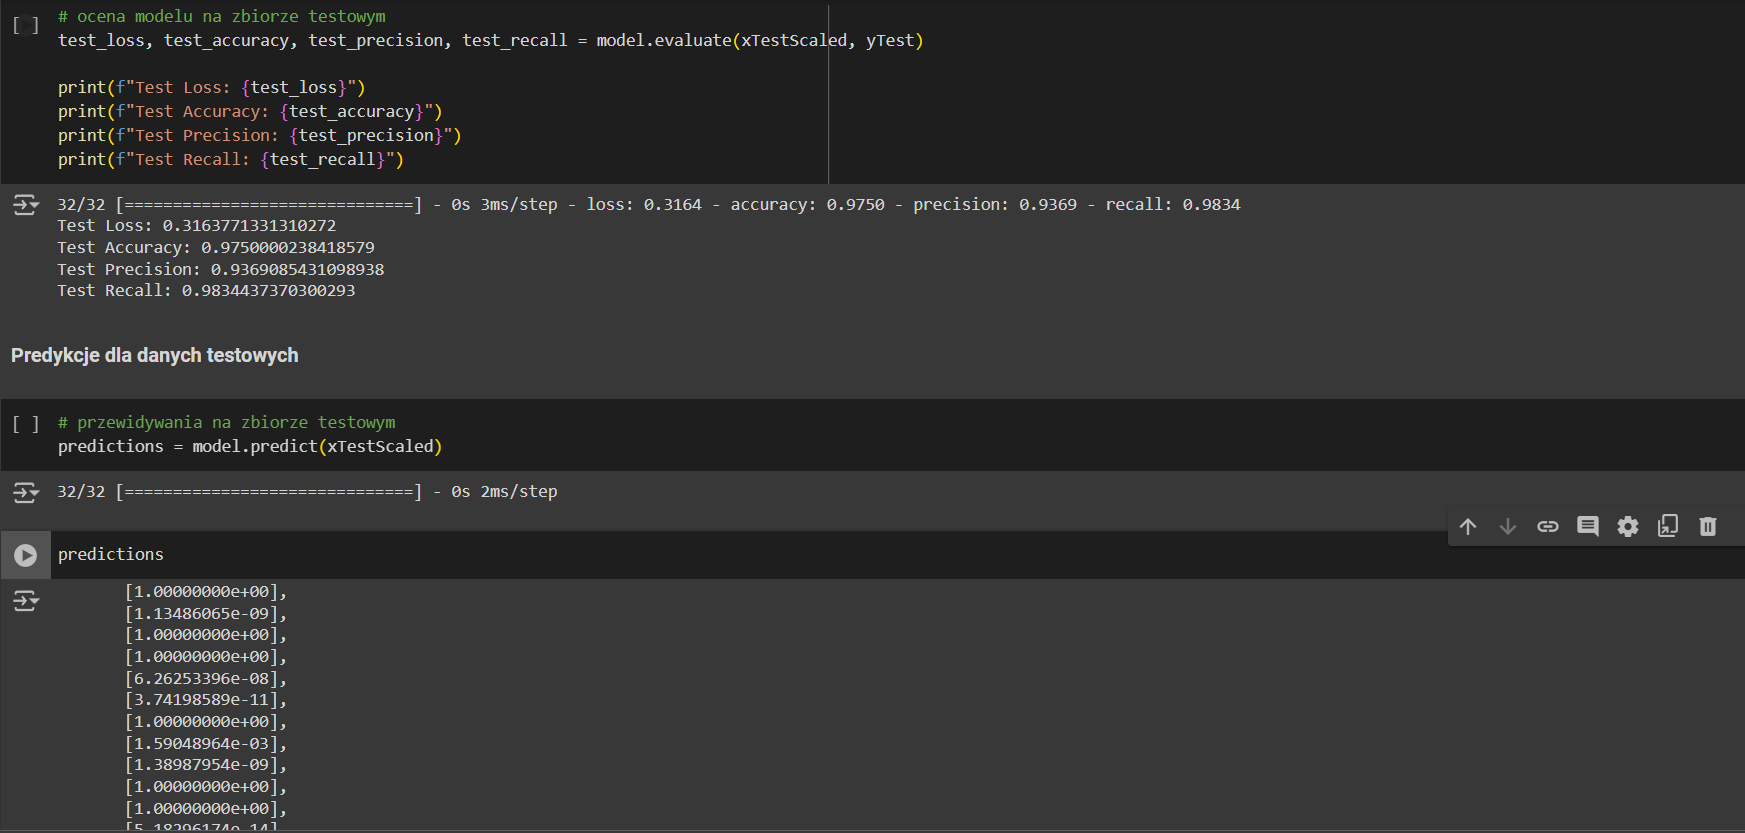 [ ] # ocena modelu na zbiorze testowym
test_loss, test_accuracy, test_precision, test_recall = model.evaluate(xTestScaled, yTest)
print(f"Test Loss: {test_loss}")
print(f"Test Accuracy: {test_accuracy}")
print(f"Test Precision: {test_precision}")
print(f"Test Recall: {test_recall}")
32/32 [==============================] - 0s 3ms/step - loss: 0.3164 - accuracy: 0.9750 - precision: 0.9369 - recall: 0.9834
Test Loss: 0.3163771331310272
Test Accuracy: 0.9750000238418579
Test Precision: 0.9369085431098938
Test Recall: 0.9834437370300293
Predykcje dla danych testowych
[ ] # przewidywania na zbiorze testowym
predictions = model.predict(xTestScaled)
32/32 [==============================] - 0s 2ms/step
predictions
[1.00000000e+00],
[1.13486065e-09],
[1.00000000e+00],
[1.00000000e+00],
[6.26253396e-08],
[3.74198589e-11],
[1.00000000e+00],
[1.59048964e-03],
[1.38987954e-09],
[1.00000000e+00],
[1.00000000e+00],